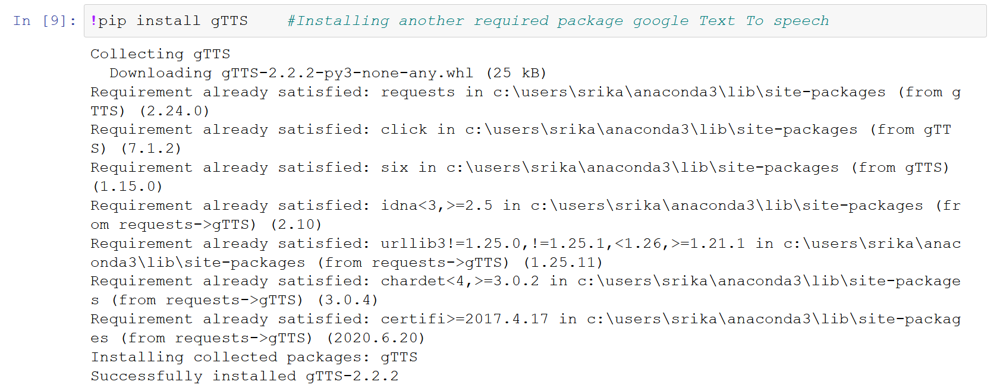 In [9]: !pip install gTTS    #Installing another required package google Text To speech
Collecting gTTS
  Downloading gTTS-2.2.2-py3-none-any.whl (25 kB)
Requirement already satisfied: requests in c:\users\srika\anaconda3\lib\site-packages (from g
TTS) (2.24.0)
Requirement already satisfied: click in c:\users\srika\anaconda3\lib\site-packages (from gTT
S) (7.1.2)
Requirement already satisfied: six in c:\users\srika\anaconda3\lib\site-packages (from gTTS)
(1.15.0)
Requirement already satisfied: idna<3,>=2.5 in c:\users\srika\anaconda3\lib\site-packages (fr
om requests->gTTS) (2.10)
Requirement already satisfied: urllib3!=1.25.0,!=1.25.1,<1.26,>=1.21.1 in c:\users\srika\anac
onda3\lib\site-packages (from requests->gTTS) (1.25.11)
Requirement already satisfied: chardet<4,>=3.0.2 in c:\users\srika\anaconda3\lib\site-package
s (from requests->gTTS) (3.0.4)
Requirement already satisfied: certifi>=2017.4.17 in c:\users\srika\anaconda3\lib\site-packag
es (from requests->gTTS) (2020.6.20)
Installing collected packages: gTTS
Successfully installed gTTS-2.2.2